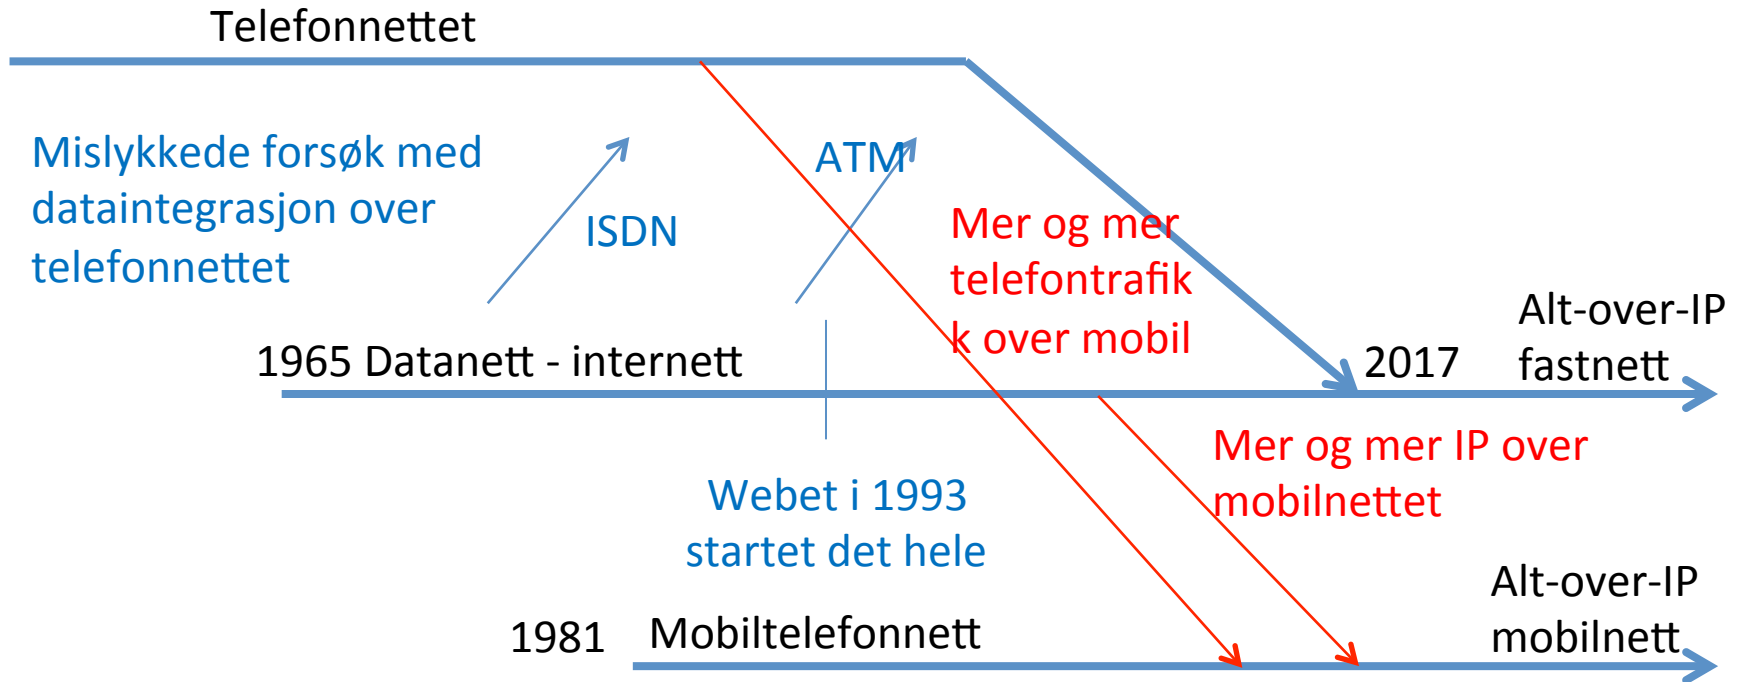 Telefonnettet
Mislykkede forsøk med
dataintegrasjon over
telefonnettet
ISDN
ATM
Mer og mer
telefontrafik
k over mobil
1965 Datanett - internett
2017
Alt-over-IP
fastnett
Webet i 1993
startet det hele
Mer og mer IP over
mobilnettet
1981
Mobiltelefonnett
Alt-over-IP
mobilnett